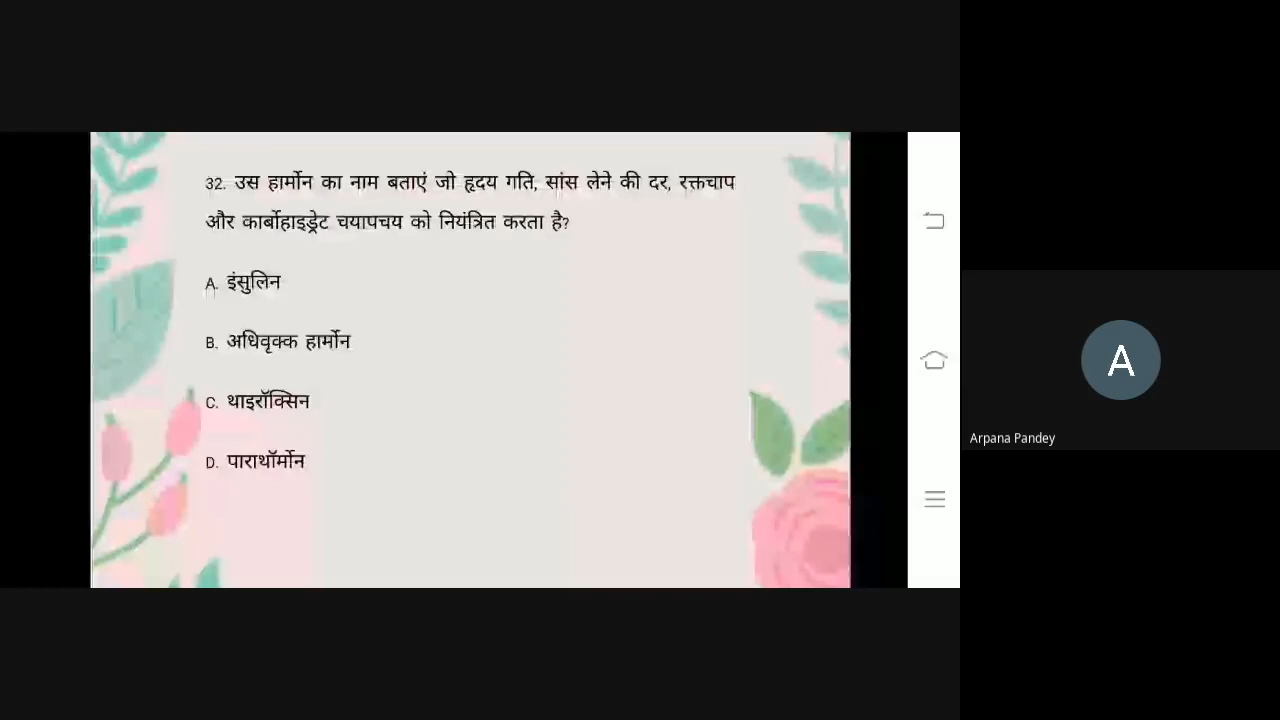 32. उस हार्मोन का नाम बताएं जो हृदय गति, सांस लेने की दर, रक्तचाप
और कार्बोहाइड्रेट चयापचय को नियंत्रित करता है?
A. इंसुलिन
B. अधिवृक्क हार्मोन
C. थाइरॉक्सिन
D. पाराथॉर्मोन
A
Arpana Pandey